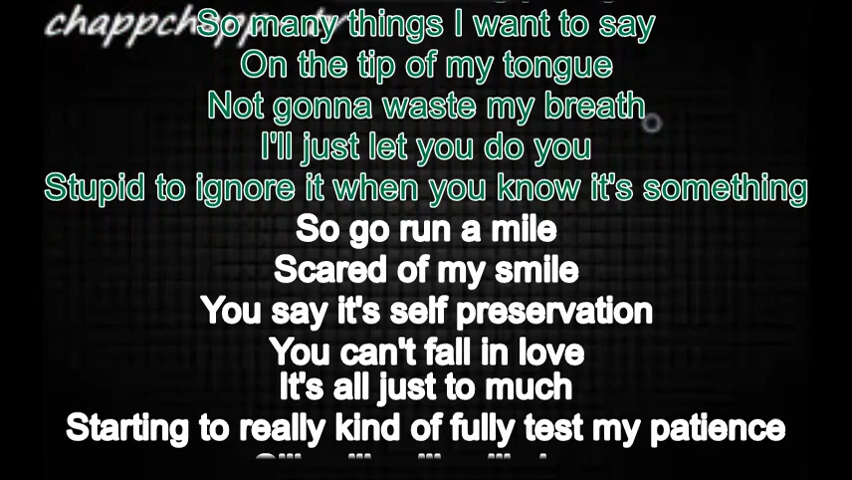 So many things I want to say
On the tip of my tongue
Not gonna waste my breath
I'll just let you do you
Stupid to ignore it when you know it's something
So go run a mile
Scared of my smile
You say it's self preservation
You can't fall in love
It's all just to much
Starting to really kind of fully test my patience